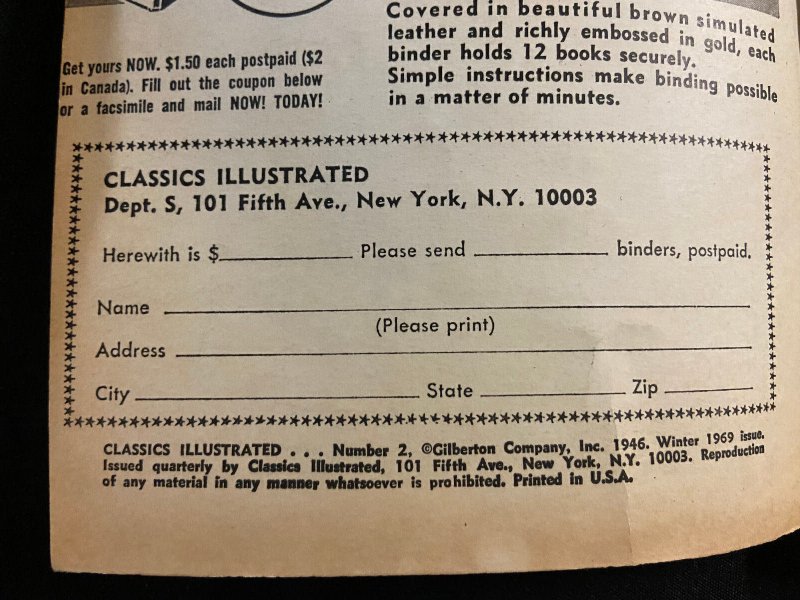 Get yours NOW. $1.50 each postpaid ($2
in Canada). Fill out the coupon below
or a facsimile and mail NOW! TODAY!
Covered in beautiful brown simulated
leather and richly embossed in gold, each
binder holds 12 books securely.
Simple instructions make binding possible
in a matter of minutes.
CLASSICS ILLUSTRATED
Dept. S, 101 Fifth Ave., New York, N.Y. 10003
Herewith is $ Please send binders, postpaid.
Name
(Please print)
Address
City State Zip
CLASSICS ILLUSTRATED . . . Number 2, ©Gilberton Company, Inc. 1946. Winter 1969 issue.
Issued quarterly by Classics Illustrated, 101 Fifth Ave., New York, N.Y. 10003. Reproduction
of any material in any manner whatsoever is prohibited. Printed in U.S.A.